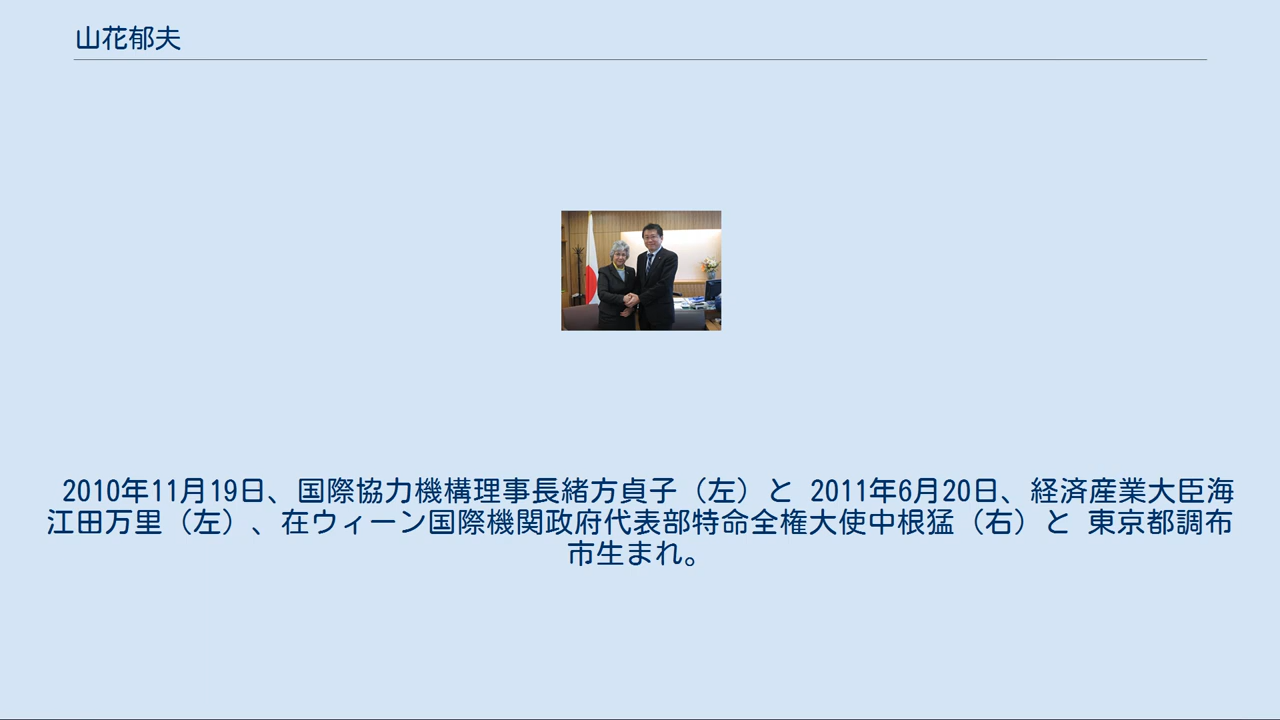 山花郁夫
2010年11月19日、国際協力機構理事長緒方貞子（左）と 2011年6月20日、経済産業大臣海
江田万里（左）、在ウィーン国際機関政府代表部特命全権大使中根猛（右）と 東京都調布
市生まれ。